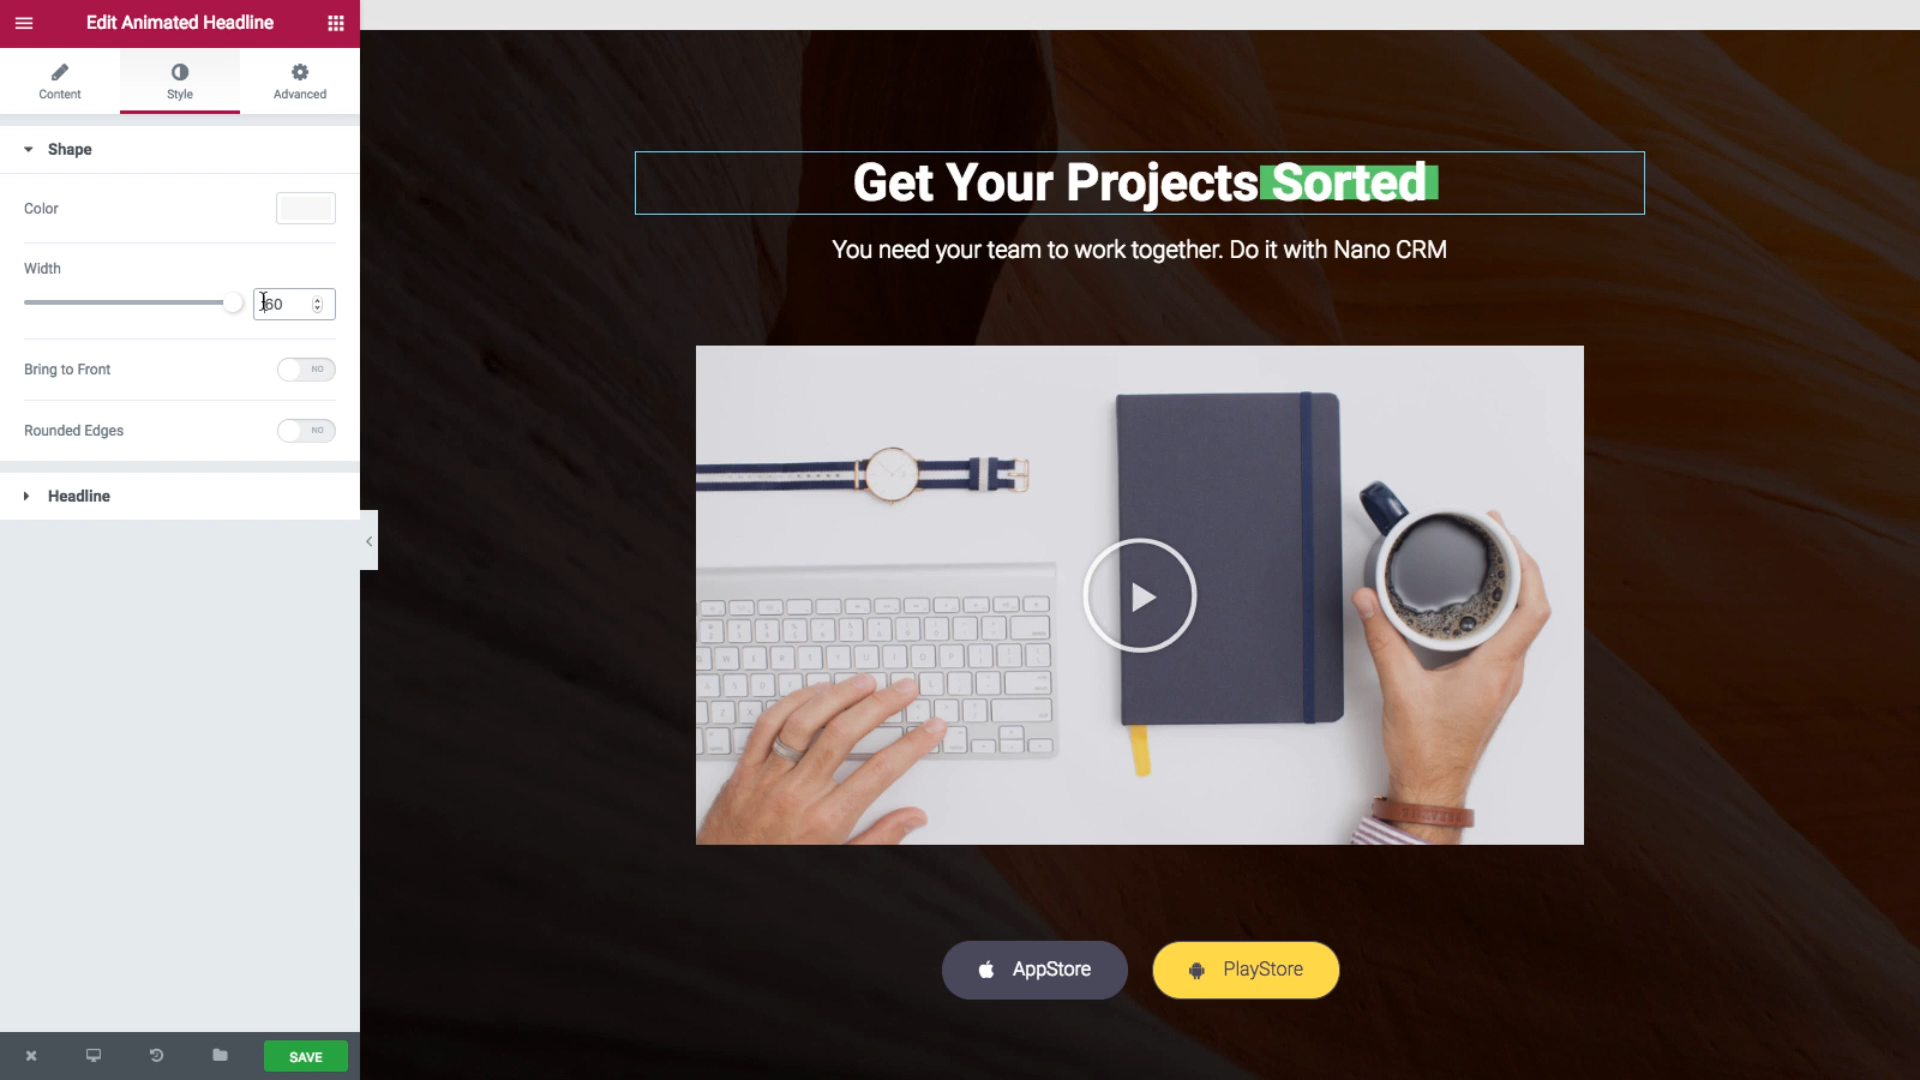 Edit Animated Headline
Content
Style
Advanced
Shape
Color
Width
Bring to Front
NO
Rounded Edges
NO
Headline
SAVE
Get Your Projects Sorted
You need your team to work together. Do it with Nano CRM
AppStore
PlayStore